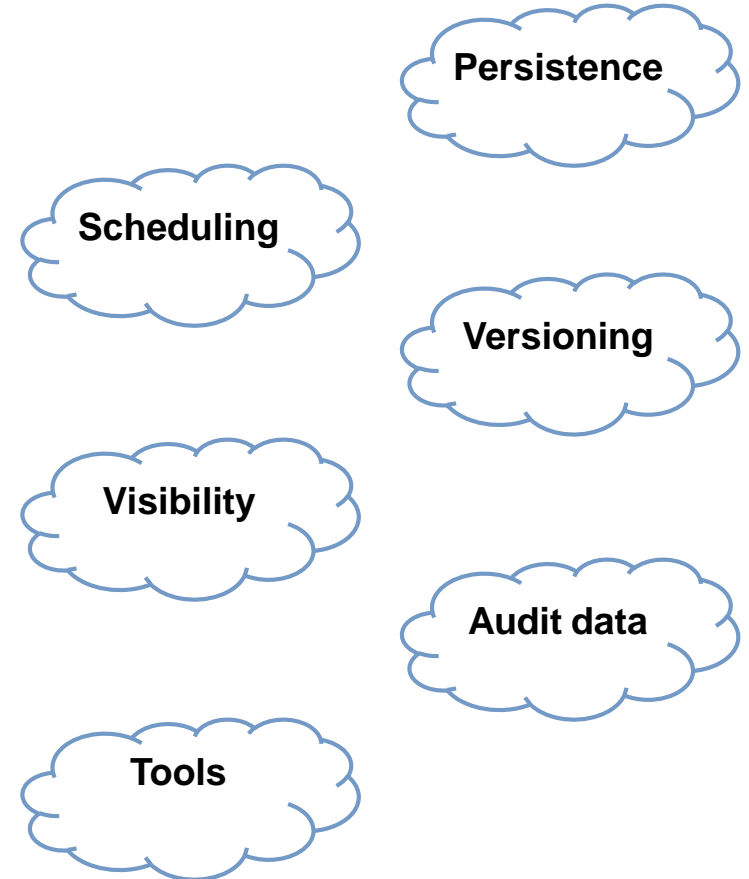 Persistence
Scheduling
Versioning
Visibility
Audit data
Tools